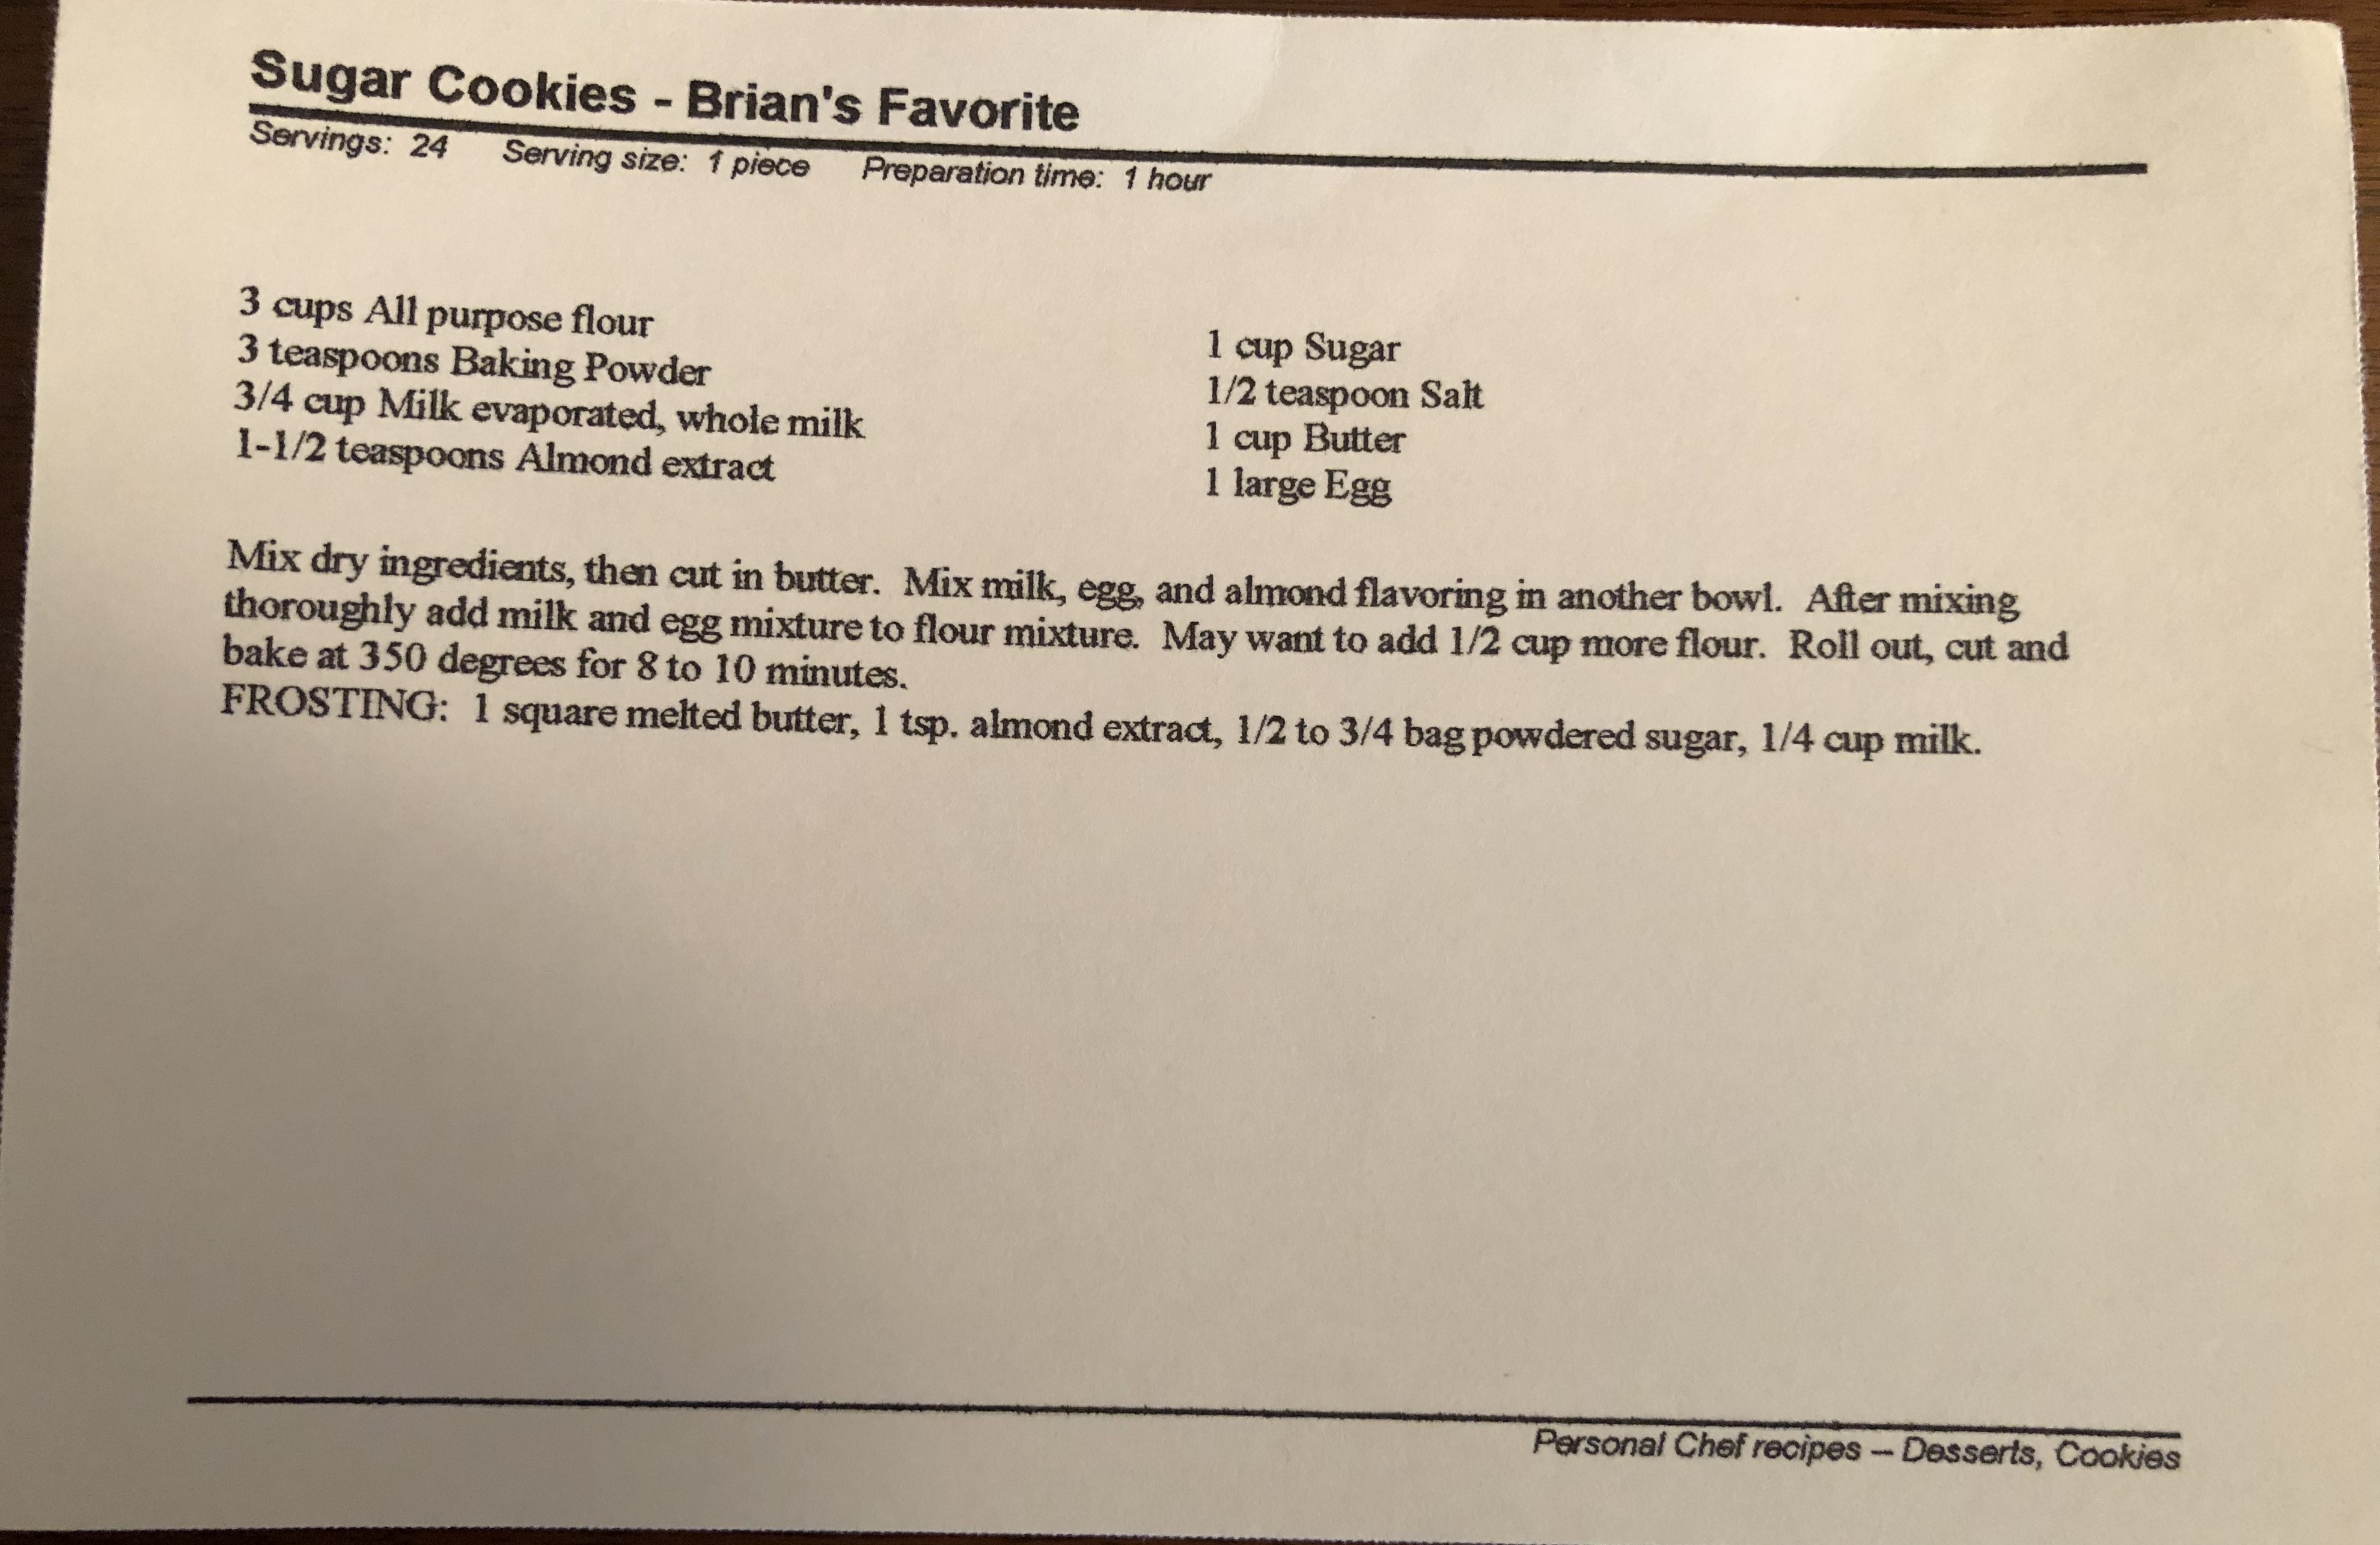 Sugar Cookies - Brian's Favorite
Servings: 24 Serving size: 1 piece Preparation time: 1 hour
3 cups All purpose flour
3 teaspoons Baking Powder
3/4 cup Milk evaporated, whole milk
1-1/2 teaspoons Almond extract
1 cup Sugar
1/2 teaspoon Salt
1 cup Butter
1 large Egg
Mix dry ingredients, then cut in butter. Mix milk, egg, and almond flavoring in another bowl. After mixing
thoroughly add milk and egg mixture to flour mixture. May want to add 1/2 cup more flour. Roll out, cut and
bake at 350 degrees for 8 to 10 minutes.
FROSTING: 1 square melted butter, 1 tsp. almond extract, 1/2 to 3/4 bag powdered sugar, 1/4 cup milk.
Personal Chef recipes -- Desserts, Cookies